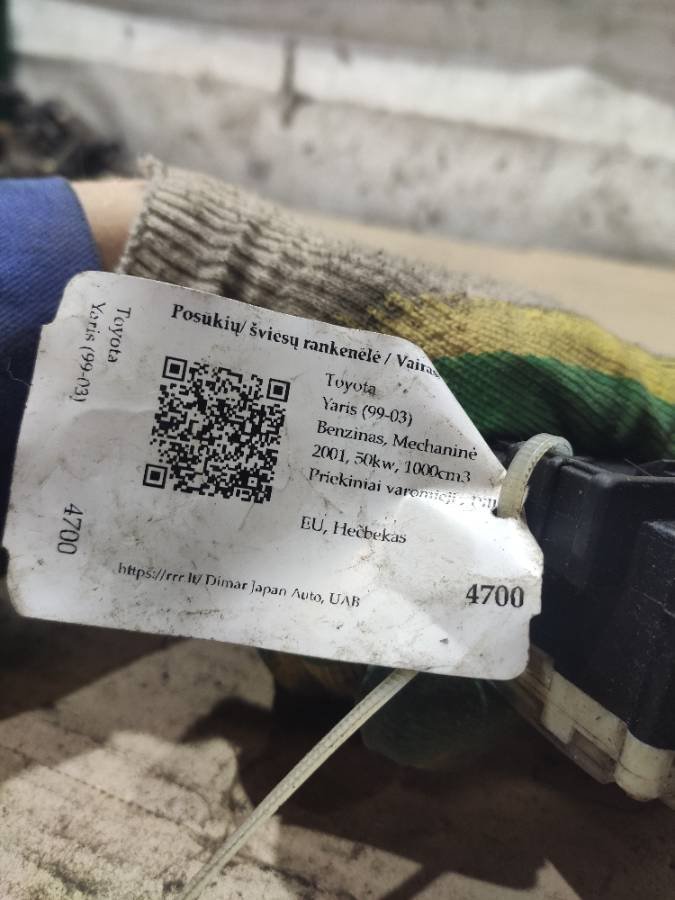 Posūkių/ šviesų rankenėlė / Vairas
Toyota
Yaris (99-03)
Benzinas, Mechaninė
2001, 50kw, 1000cm3
Priekiniai varomieji,
EU, Hečbekas
https://rrr.lt/ Dimar Japan Auto, UAB
4700
Toyota
Yaris (99-03)
4700